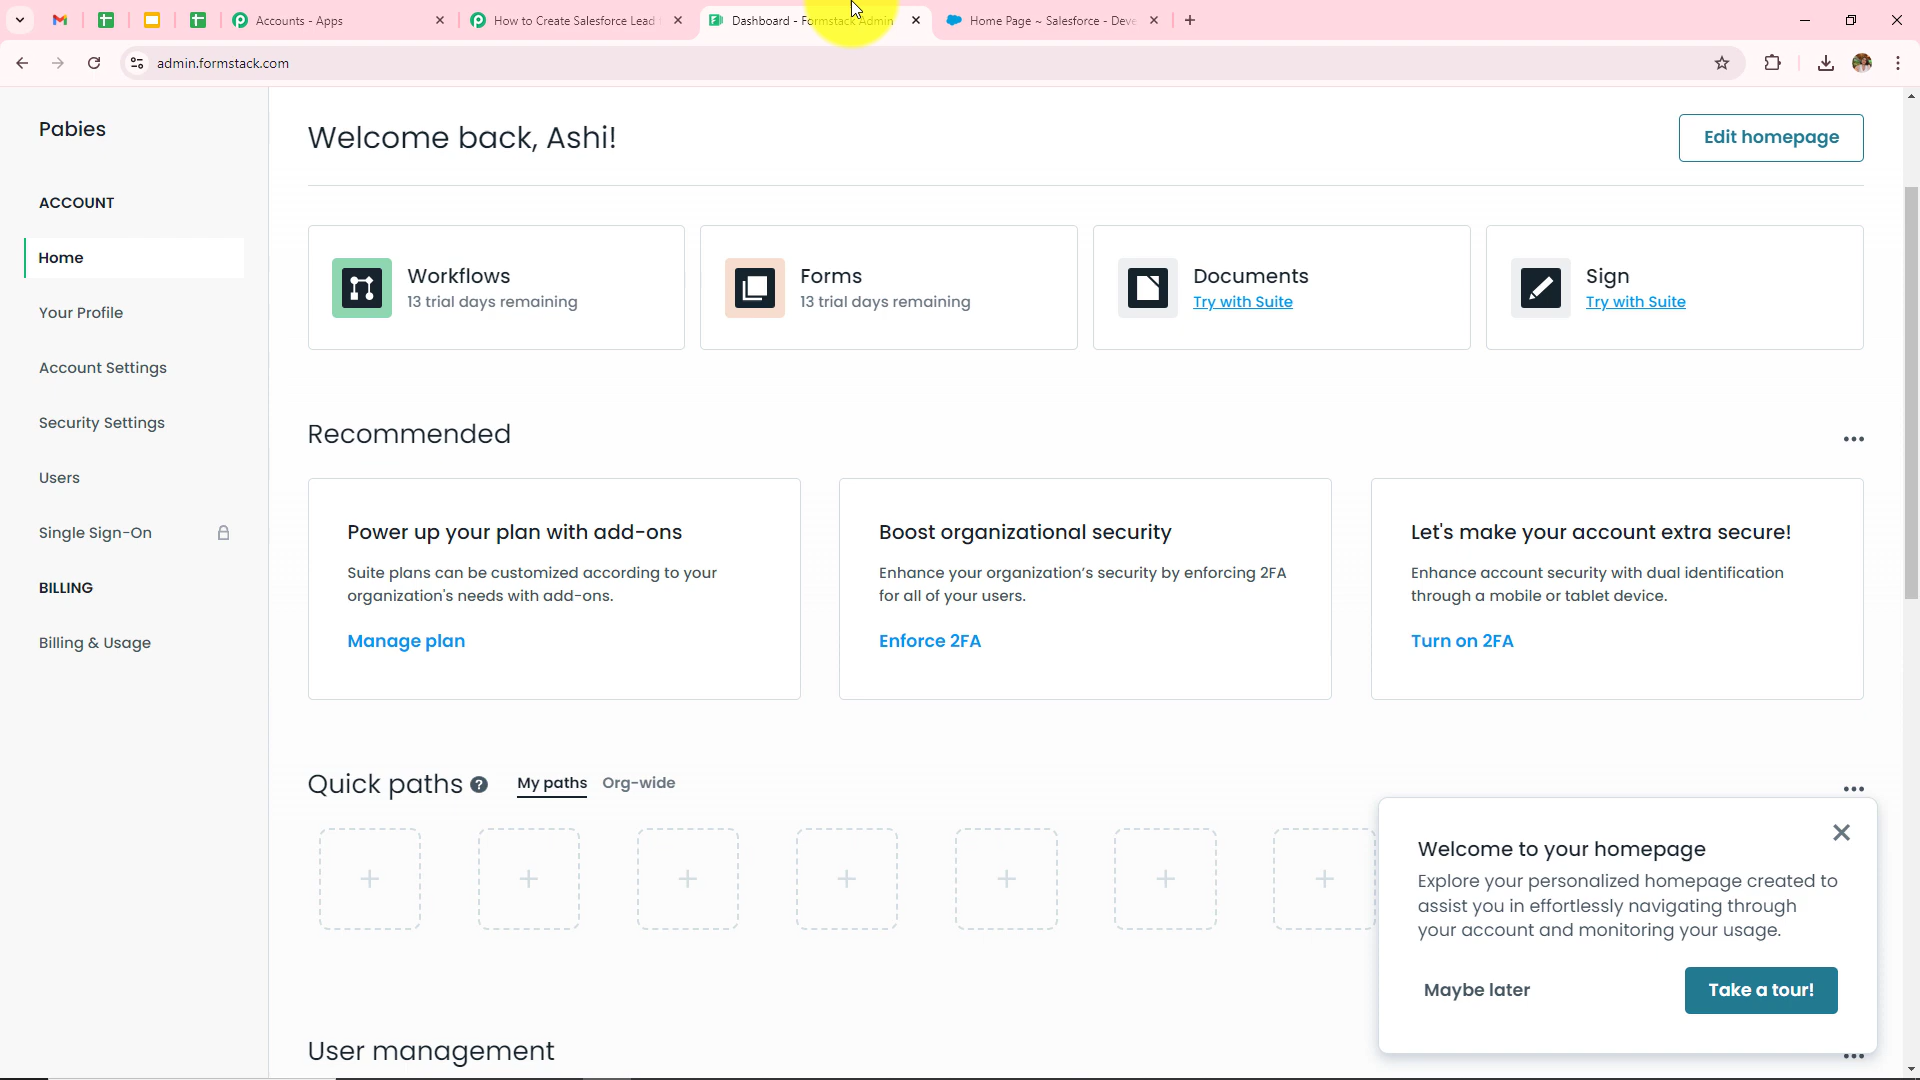 Accounts - Apps
How to Create Salesforce Lead
Dashboard - Formstack Admin
Home Page ~ Salesforce - Deve
admin.formstack.com
Pabies
ACCOUNT
Home
Your Profile
Account Settings
Security Settings
Users
Single Sign-On
BILLING
Billing & Usage
Welcome back, Ashi!
Edit homepage
Workflows
13 trial days remaining
Forms
13 trial days remaining
Documents
Try with Suite
Sign
Try with Suite
Recommended
Power up your plan with add-ons
Suite plans can be customized according to your
organization's needs with add-ons.
Manage plan
Boost organizational security
Enhance your organization's security by enforcing 2FA
for all of your users.
Enforce 2FA
Let's make your account extra secure!
Enhance account security with dual identification
through a mobile or tablet device.
Turn on 2FA
Quick paths
My paths
Org-wide
Welcome to your homepage
Explore your personalized homepage created to
assist you in effortlessly navigating through
your account and monitoring your usage.
Maybe later
Take a tour!
User management